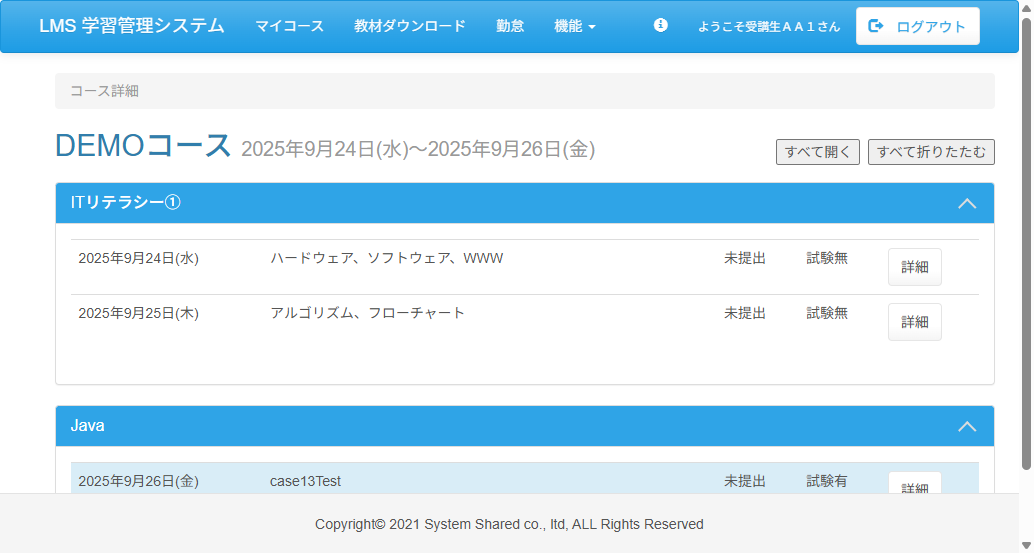 LMS 学習管理システム マイコース 教材ダウンロード 勤怠 機能 ようこそ受講生ＡＡ１さん ログアウト
コース詳細
DEMOコース 2025年9月24日(水)～2025年9月26日(金) すべて開く すべて折りたたむ
ITリテラシー①
2025年9月24日(水) ハードウェア、ソフトウェア、WWW 未提出 試験無 詳細
2025年9月25日(木) アルゴリズム、フローチャート 未提出 試験無 詳細
Java
2025年9月26日(金) case13Test 未提出 試験有 詳細
Copyright© 2021 System Shared co., ltd, ALL Rights Reserved